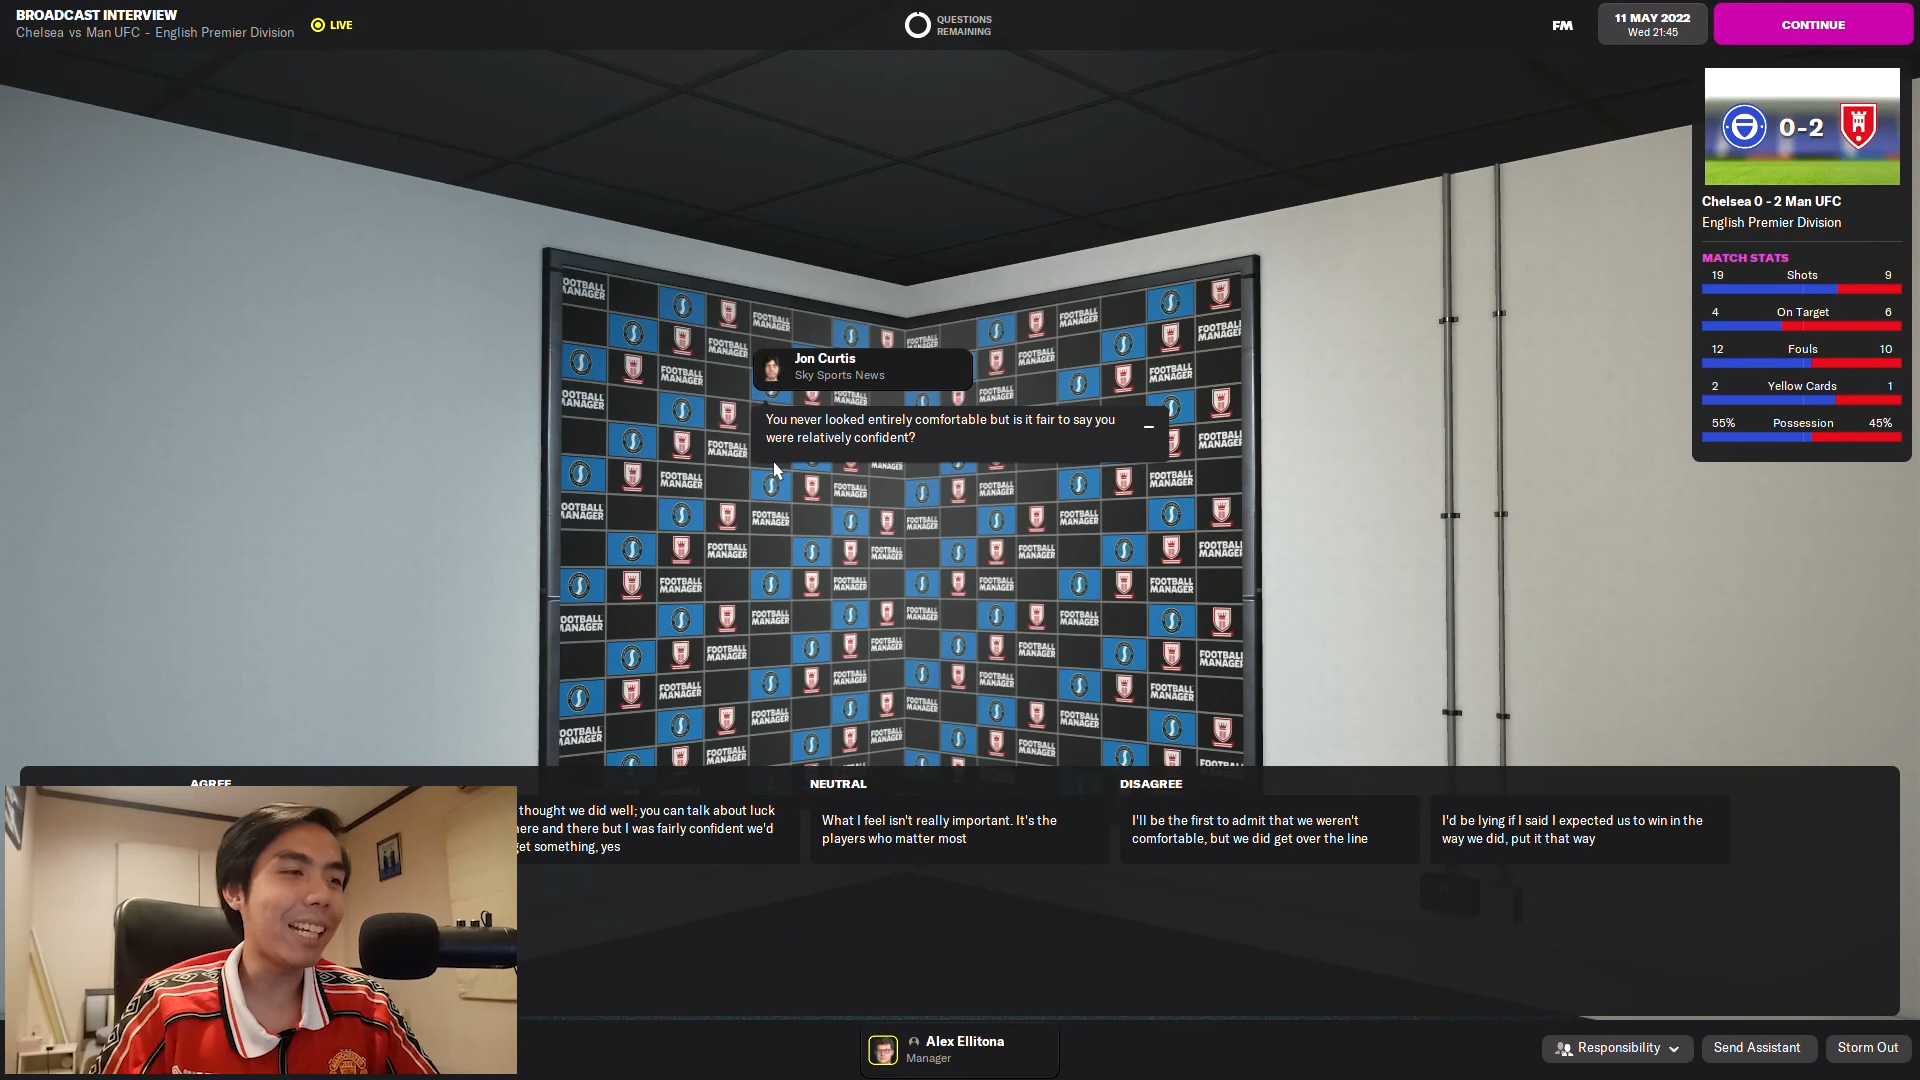 BROADCAST INTERVIEW
Chelsea vs Man UFC - English Premier Division
LIVE
QUESTIONS
REMAINING
FM
11 MAY 2022
Wed 21:45
CONTINUE
0-2
Chelsea 0 - 2 Man UFC
English Premier Division
MATCH STATS
19 Shots 9
4 On Target 6
12 Fouls 10
2 Yellow Cards 1
55% Possession 45%
FOOTBALL
MANAGER
Jon Curtis
Sky Sports News
You never looked entirely comfortable but is it fair to say you
were relatively confident?
AGREE
thought we did well; you can talk about luck
here and there but I was fairly confident we'd
get something, yes
NEUTRAL
What I feel isn't really important. It's the
players who matter most
DISAGREE
I'll be the first to admit that we weren't
comfortable, but we did get over the line
I'd be lying if I said I expected us to win in the
way we did, put it that way
Alex Ellitona
Manager
Responsibility
Send Assistant
Storm Out